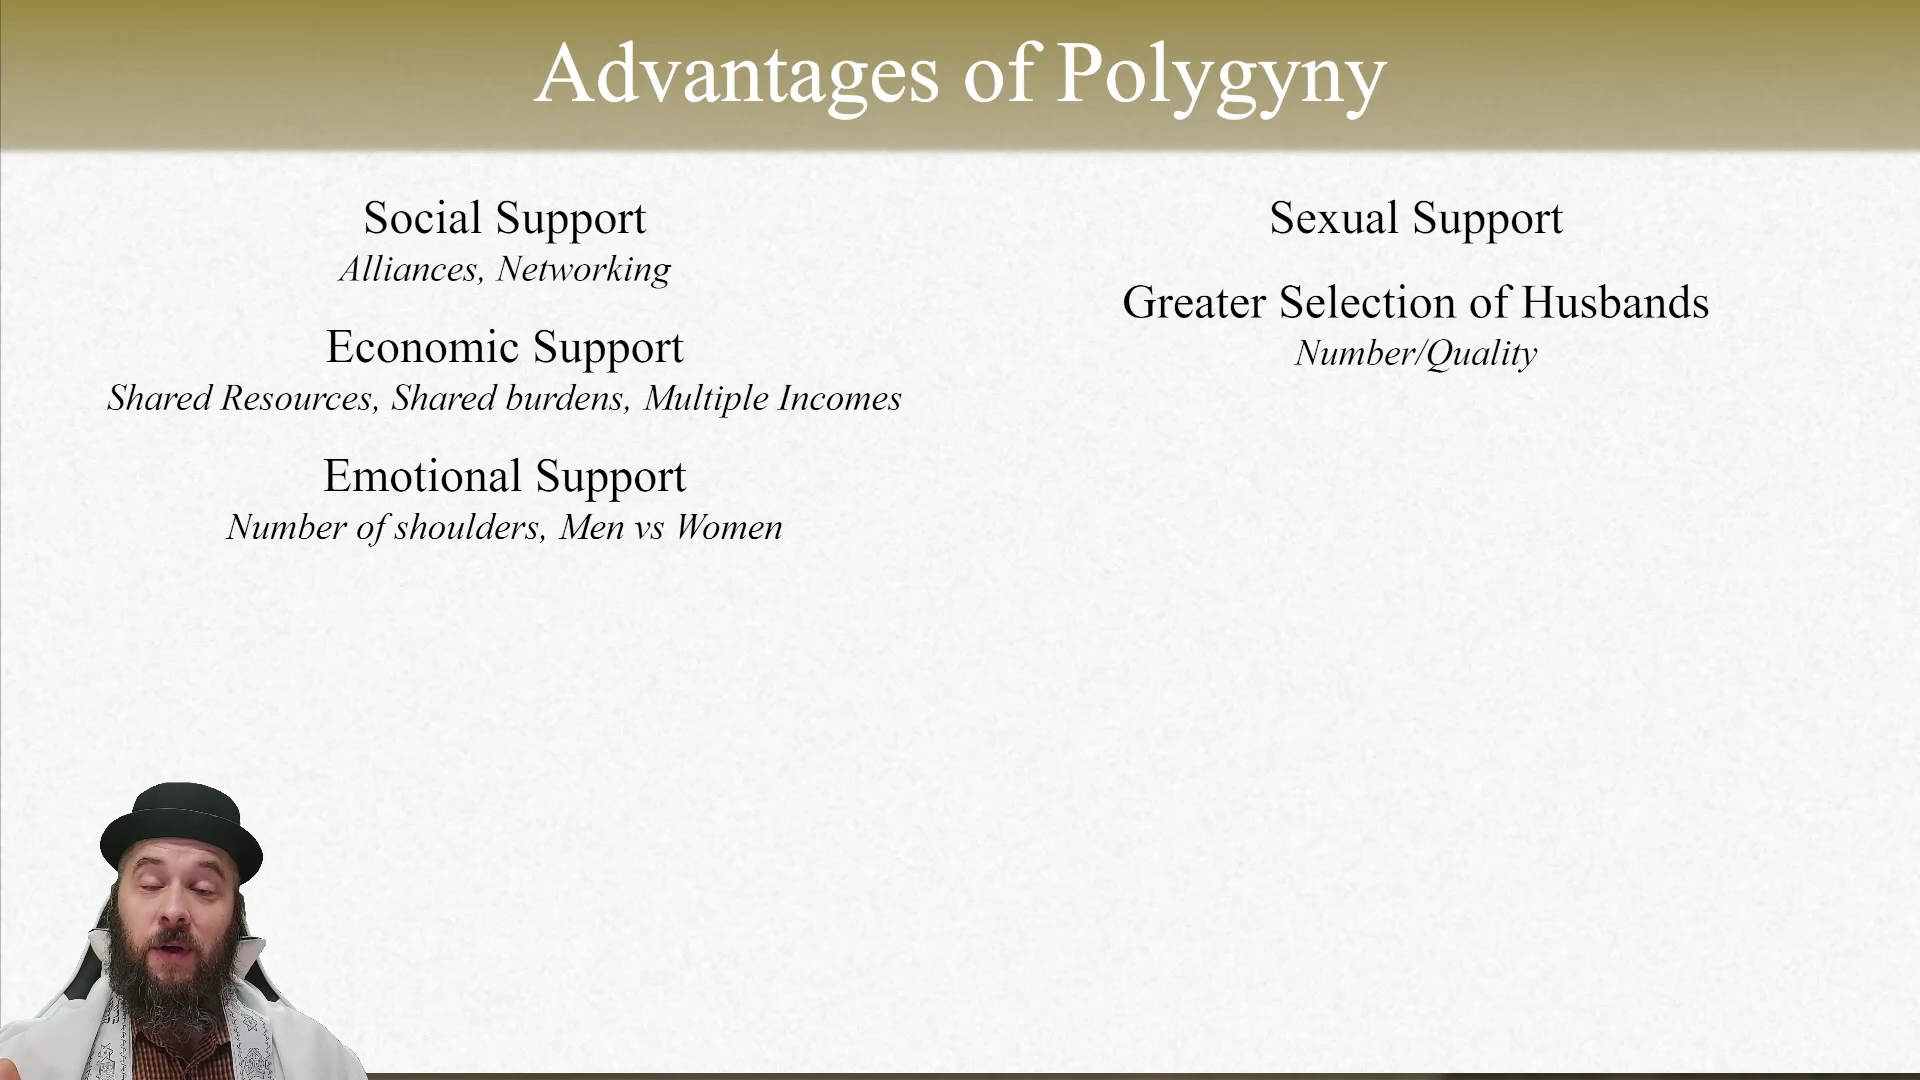 Advantages of Polygyny
Social Support
Alliances, Networking
Economic Support
Shared Resources, Shared burdens, Multiple Incomes
Emotional Support
Number of shoulders, Men vs Women
Sexual Support
Greater Selection of Husbands
Number/Quality